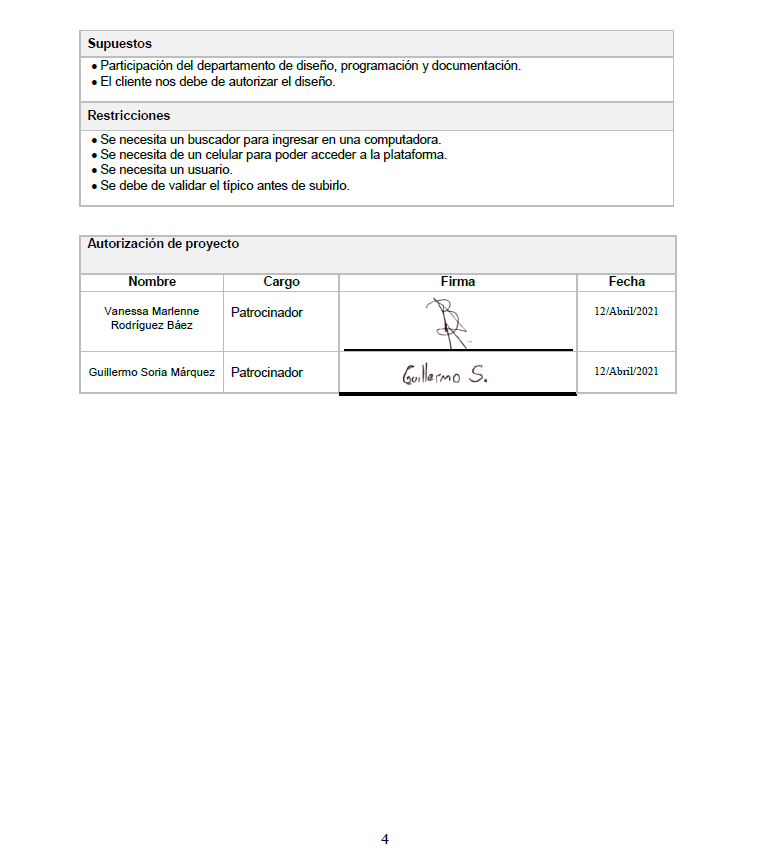 Supuestos
• Participación del departamento de diseño, programación y documentación.
• El cliente nos debe de autorizar el diseño.
Restricciones
• Se necesita un buscador para ingresar en una computadora.
• Se necesita de un celular para poder acceder a la plataforma.
• Se necesita un usuario.
• Se debe de validar el típico antes de subirlo.
Autorización de proyecto
Nombre Cargo Firma Fecha
Vanessa Marlenne
Rodríguez Báez
Patrocinador
12/Abril/2021
Guillermo Soria Márquez Patrocinador Guillermo S. 12/Abril/2021
4